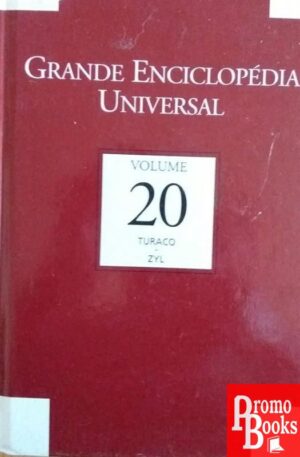 GRANDE ENCICLOPÉDIA
UNIVERSAL
VOLUME
20
TURACO
-
ZYL
Promo
Books